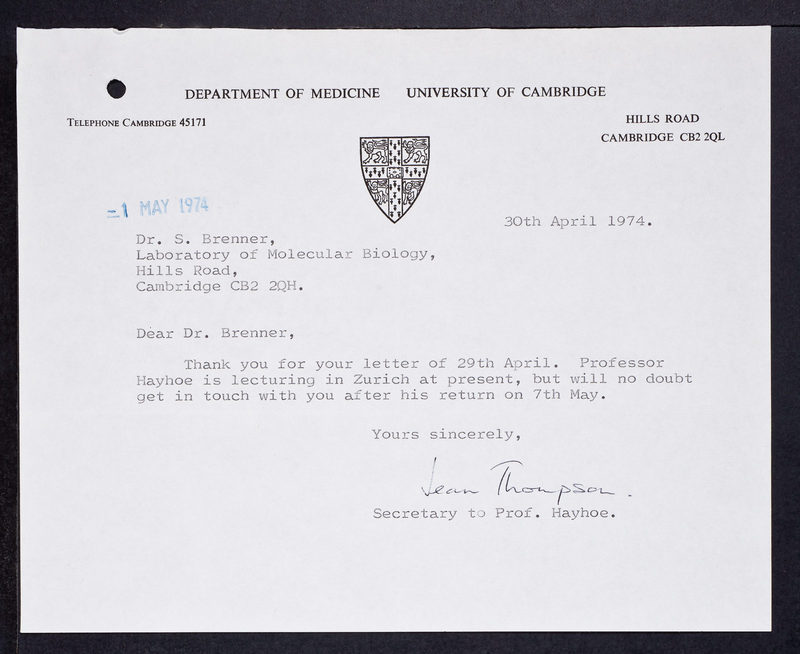 DEPARTMENT OF MEDICINE UNIVERSITY OF CAMBRIDGE
TELEPHONE CAMBRIDGE 45171
HILLS ROAD
CAMBRIDGE CB2 2QL
-1 MAY 1974
30th April 1974.
Dr. S. Brenner,
Laboratory of Molecular Biology,
Hills Road,
Cambridge CB2 2QH.
Dear Dr. Brenner,
Thank you for your letter of 29th April. Professor
Hayhoe is lecturing in Zurich at present, but will no doubt
get in touch with you after his return on 7th May.
Yours sincerely,
Jean Thompson.
Secretary to Prof. Hayhoe.